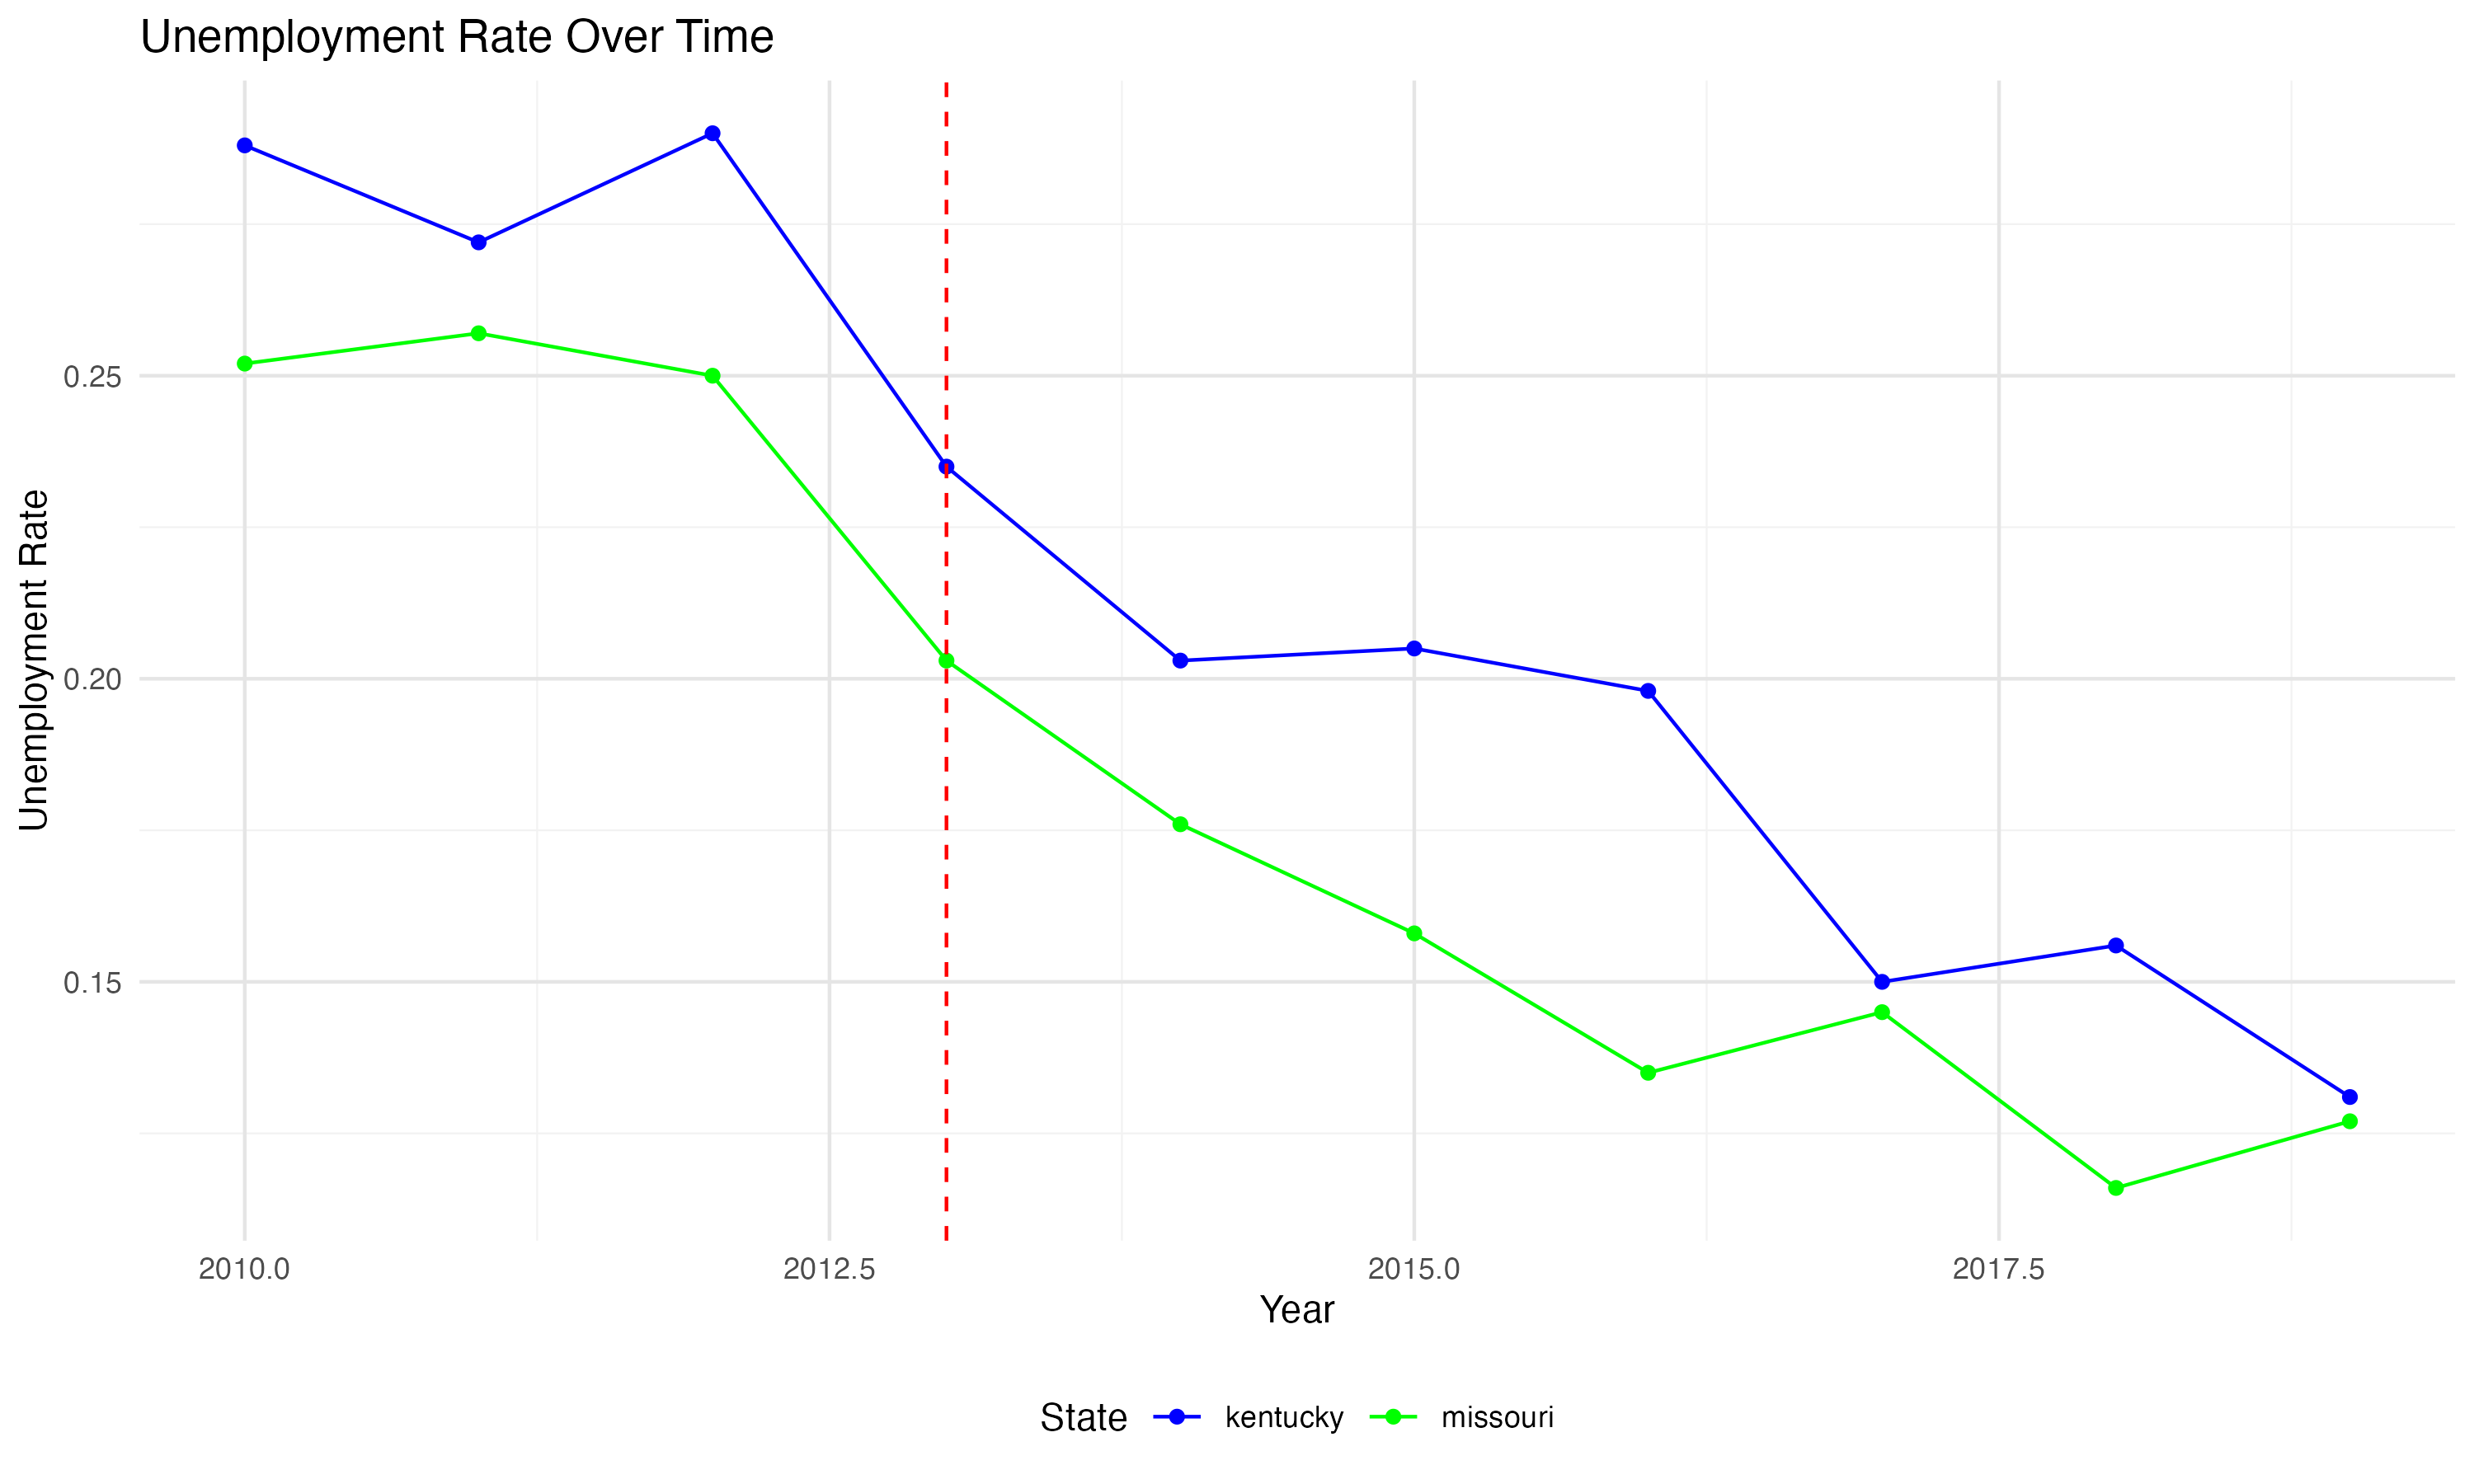 Unemployment Rate Over Time
Unemployment Rate
0.25
0.20
0.15
2010.0 2012.5 2015.0 2017.5
Year
State kentucky missouri